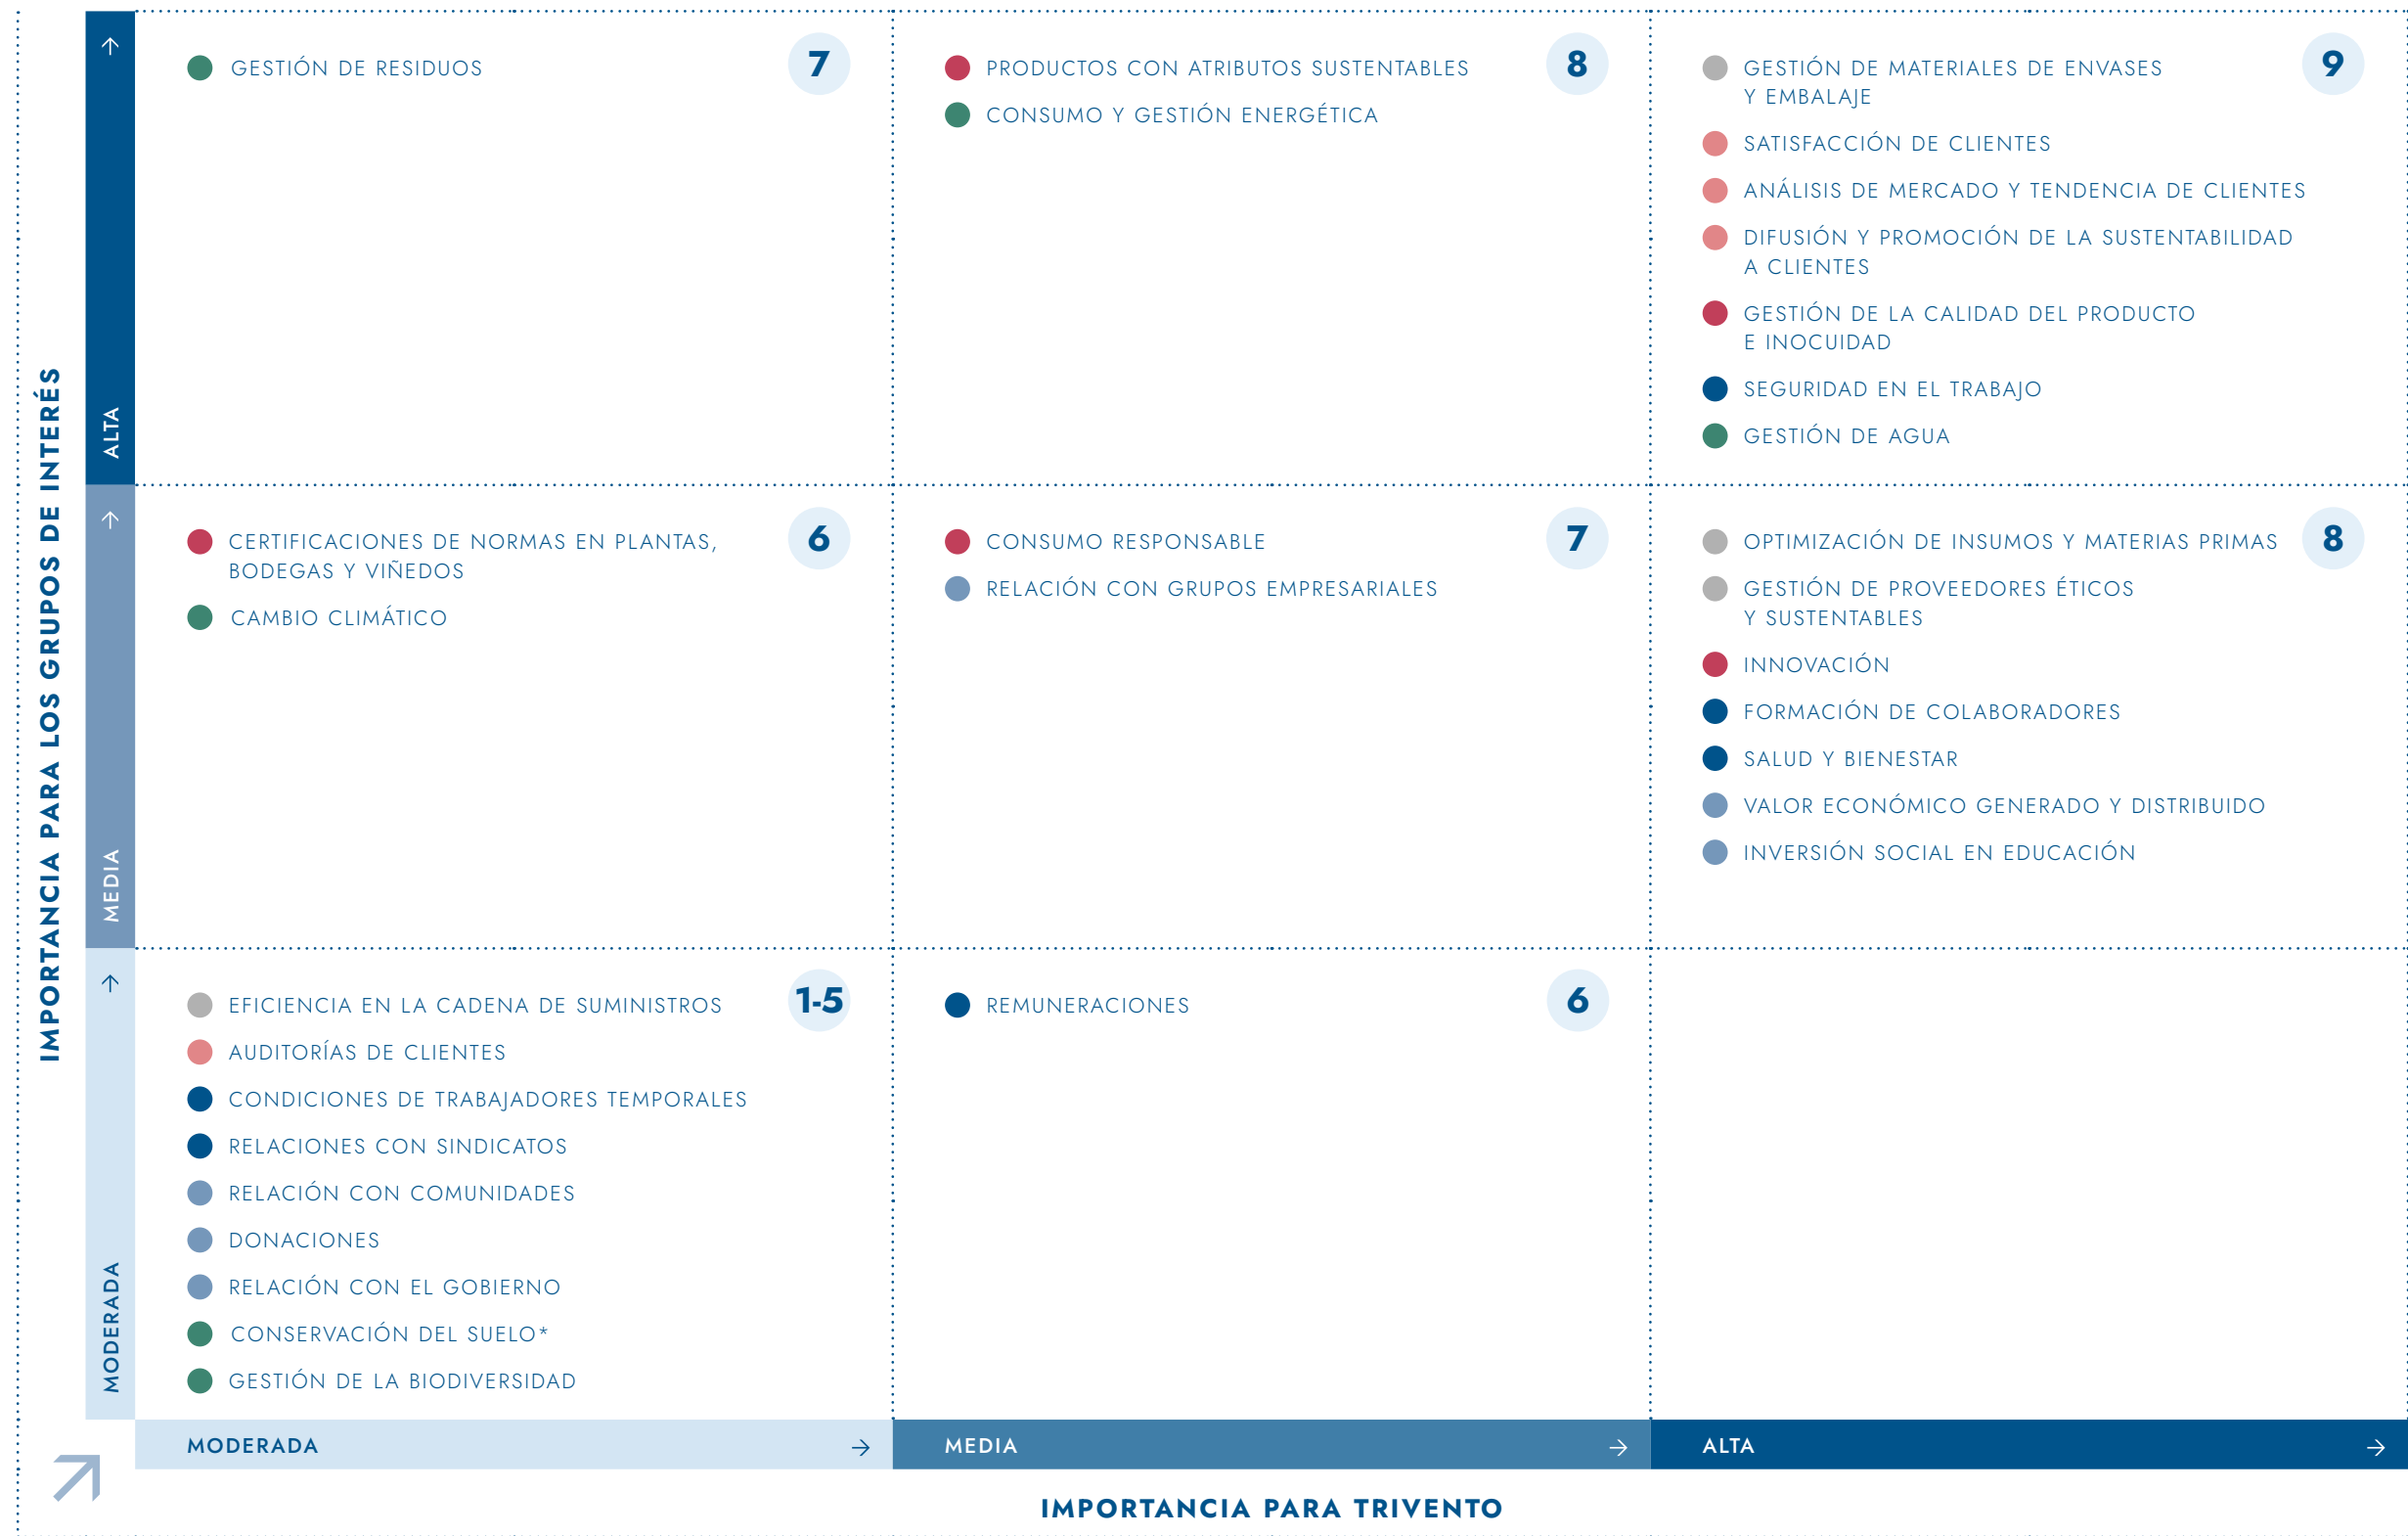 IMPORTANCIA PARA LOS GRUPOS DE INTERÉS
ALTA
GESTIÓN DE RESIDUOS
7
PRODUCTOS CON ATRIBUTOS SUSTENTABLES
CONSUMO Y GESTIÓN ENERGÉTICA
8
GESTIÓN DE MATERIALES DE ENVASES
Y EMBALAJE
SATISFACCIÓN DE CLIENTES
ANÁLISIS DE MERCADO Y TENDENCIA DE CLIENTES
DIFUSIÓN Y PROMOCIÓN DE LA SUSTENTABILIDAD
A CLIENTES
GESTIÓN DE LA CALIDAD DEL PRODUCTO
E INOCUIDAD
SEGURIDAD EN EL TRABAJO
GESTIÓN DE AGUA
9
MEDIA
CERTIFICACIONES DE NORMAS EN PLANTAS,
BODEGAS Y VIÑEDOS
CAMBIO CLIMÁTICO
6
CONSUMO RESPONSABLE
RELACIÓN CON GRUPOS EMPRESARIALES
7
OPTIMIZACIÓN DE INSUMOS Y MATERIAS PRIMAS
GESTIÓN DE PROVEEDORES ÉTICOS
Y SUSTENTABLES
INNOVACIÓN
FORMACIÓN DE COLABORADORES
SALUD Y BIENESTAR
VALOR ECONÓMICO GENERADO Y DISTRIBUIDO
INVERSIÓN SOCIAL EN EDUCACIÓN
8
MODERADA
EFICIENCIA EN LA CADENA DE SUMINISTROS
AUDITORÍAS DE CLIENTES
CONDICIONES DE TRABAJADORES TEMPORALES
RELACIONES CON SINDICATOS
RELACIÓN CON COMUNIDADES
DONACIONES
RELACIÓN CON EL GOBIERNO
CONSERVACIÓN DEL SUELO*
GESTIÓN DE LA BIODIVERSIDAD
1-5
REMUNERACIONES
6
MODERADA
MEDIA
ALTA
IMPORTANCIA PARA TRIVENTO